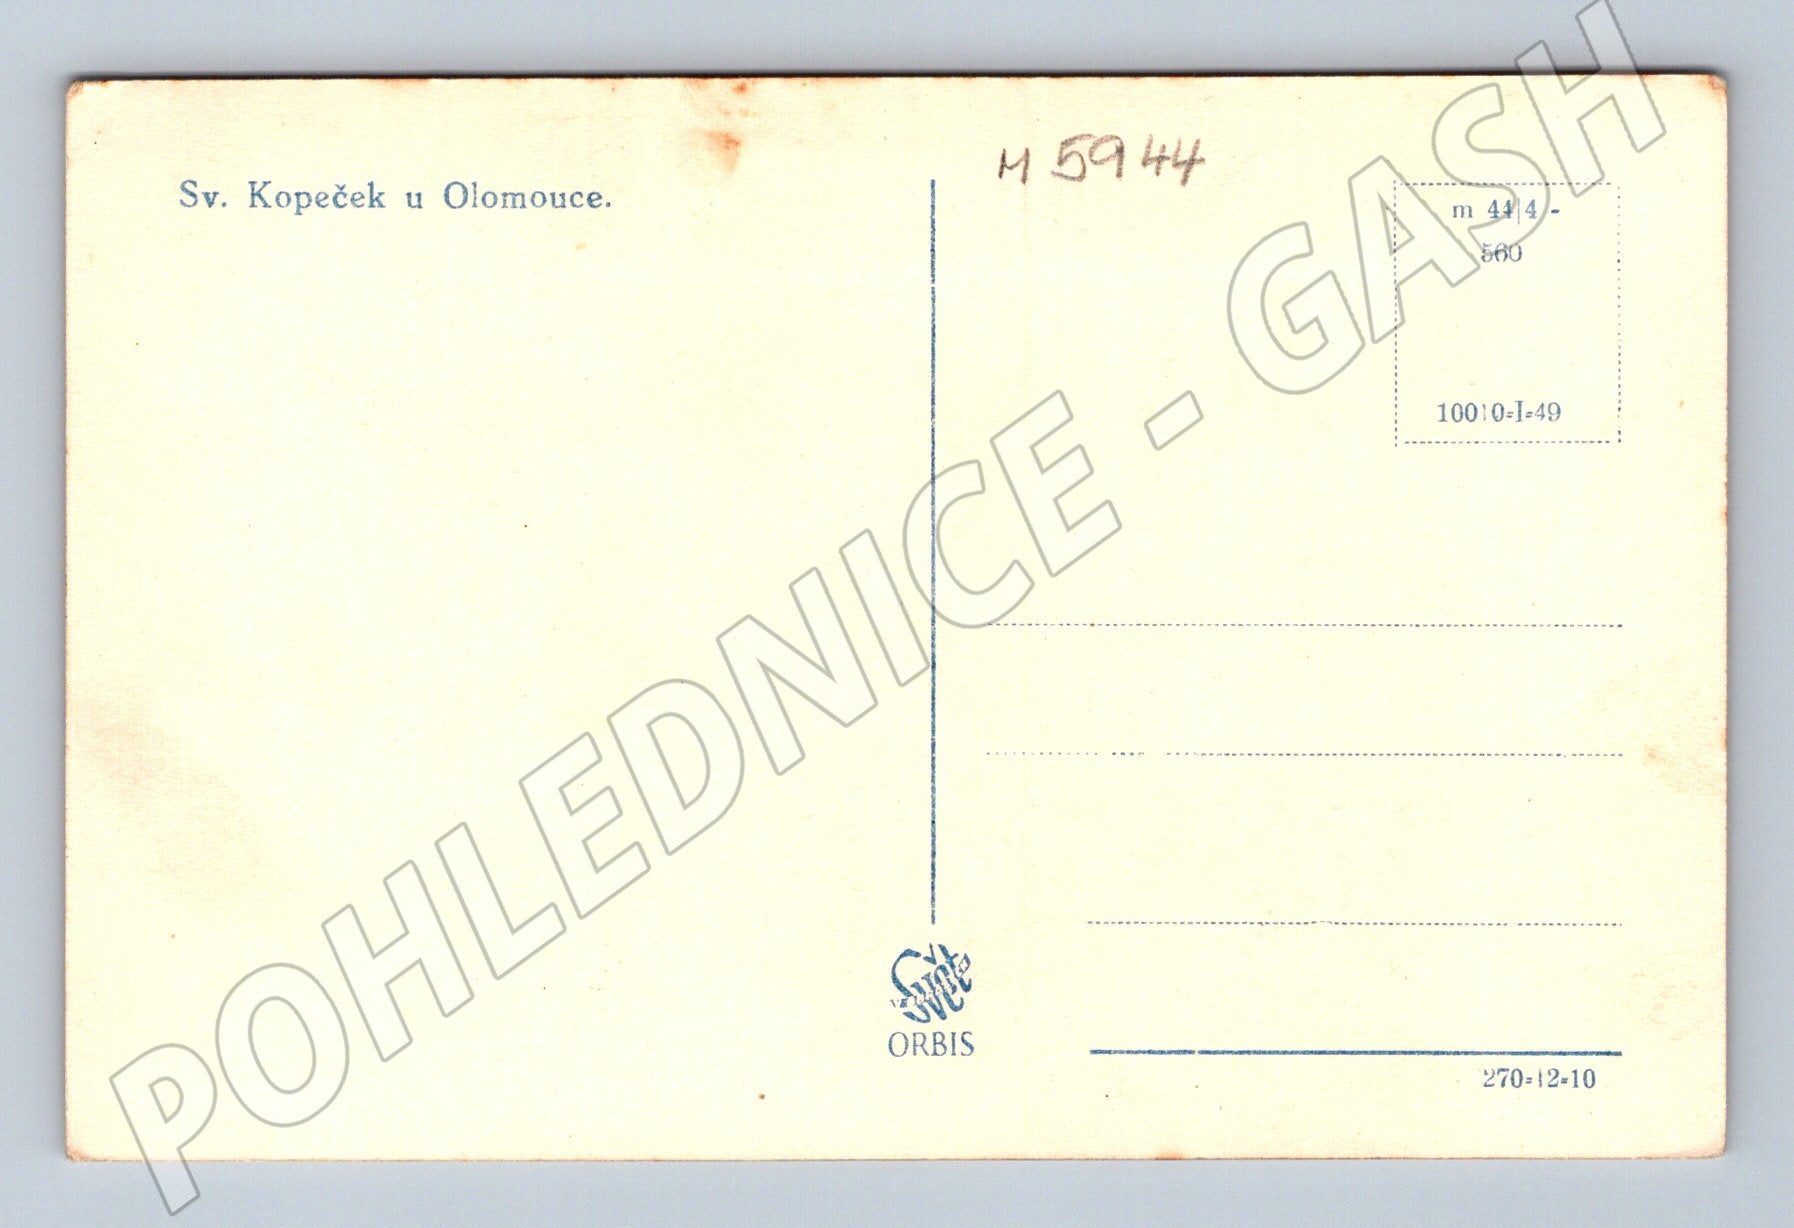 Sv. Kopeček u Olomouce.
M 5944
m 44|4 -
560
10010-I-49
POHLEDNICE - GASH
Svět
ORBIS
270-12-10